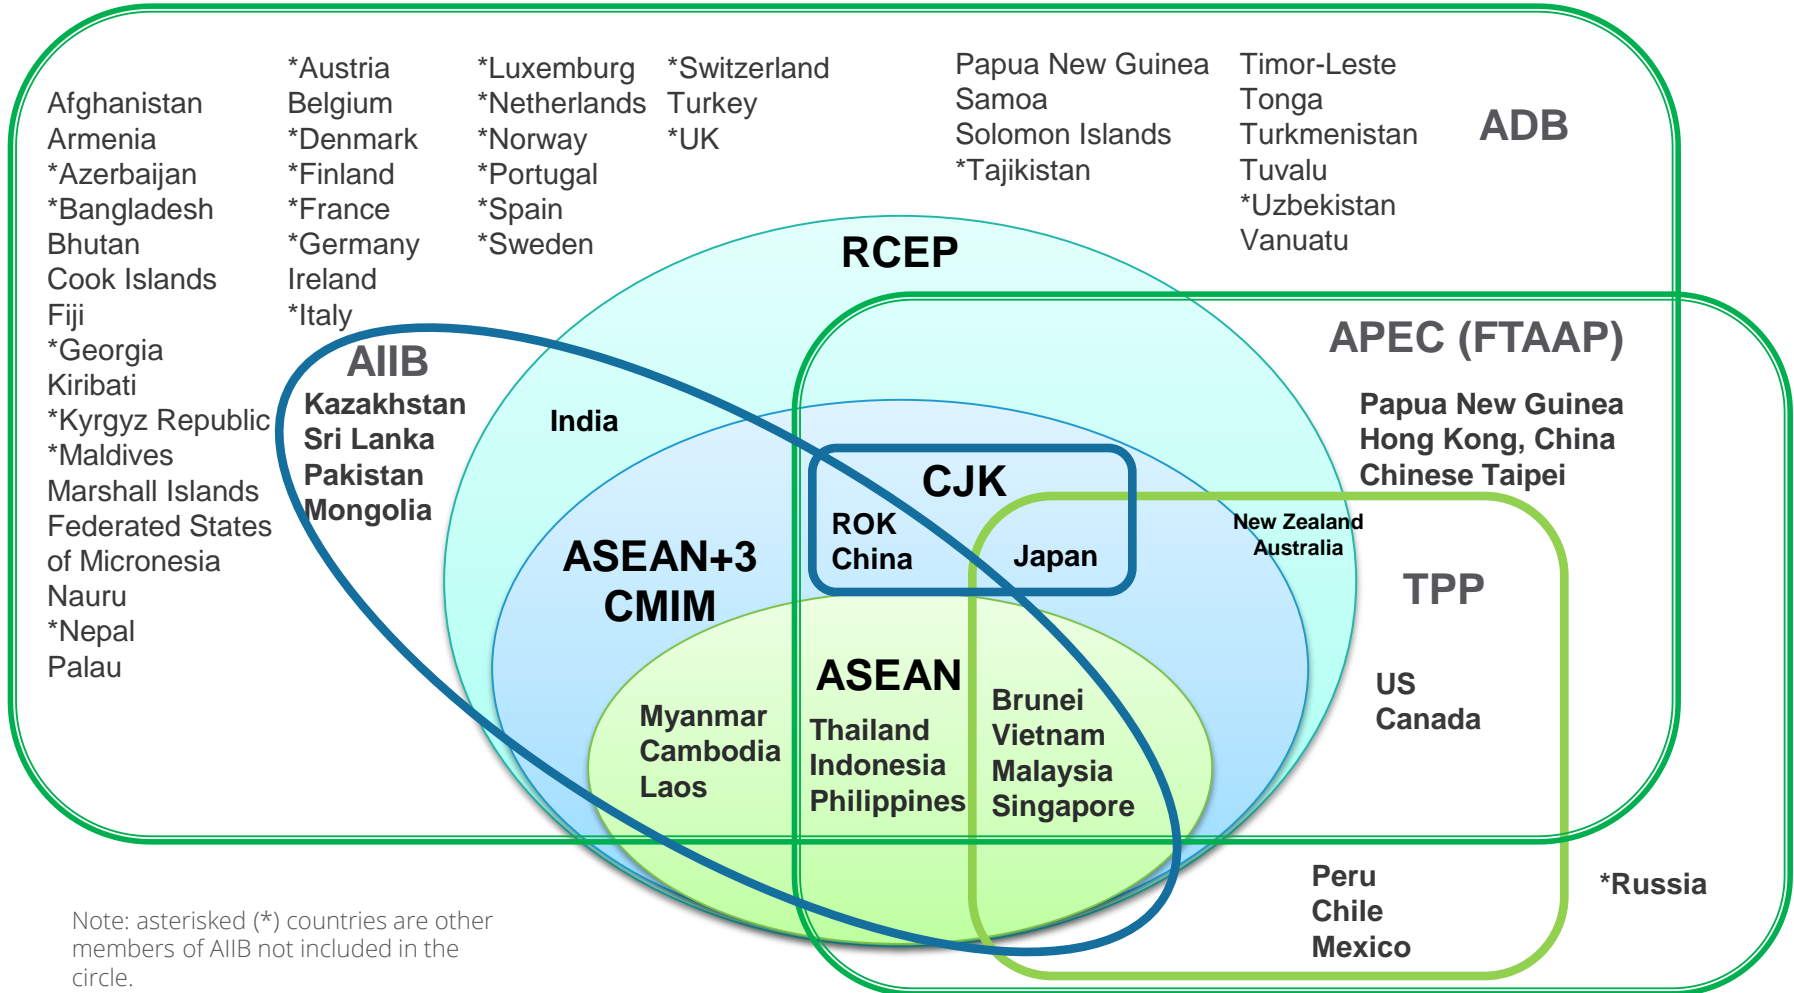 Afghanistan
Armenia
*Azerbaijan
*Bangladesh
Bhutan
Cook Islands
Fiji
*Georgia
Kiribati
*Kyrgyz Republic
*Maldives
Marshall Islands
Federated States
of Micronesia
Nauru
*Nepal
Palau
*Austria
Belgium
*Denmark
*Finland
*France
*Germany
Ireland
*Italy
*Luxemburg
*Netherlands
*Norway
*Portugal
*Spain
*Sweden
*Switzerland
Turkey
*UK
Papua New Guinea
Samoa
Solomon Islands
*Tajikistan
Timor-Leste
Tonga
Turkmenistan
Tuvalu
*Uzbekistan
Vanuatu
ADB
RCEP
AIIB
Kazakhstan
Sri Lanka
Pakistan
Mongolia
India
APEC (FTAAP)
Papua New Guinea
Hong Kong, China
Chinese Taipei
CJK
ROK
China
Japan
New Zealand
Australia
ASEAN+3
CMIM
TPP
US
Canada
ASEAN
Myanmar
Cambodia
Laos
Thailand
Indonesia
Philippines
Brunei
Vietnam
Malaysia
Singapore
Peru
Chile
Mexico
*Russia
Note: asterisked (*) countries are other
members of AIIB not included in the
circle.